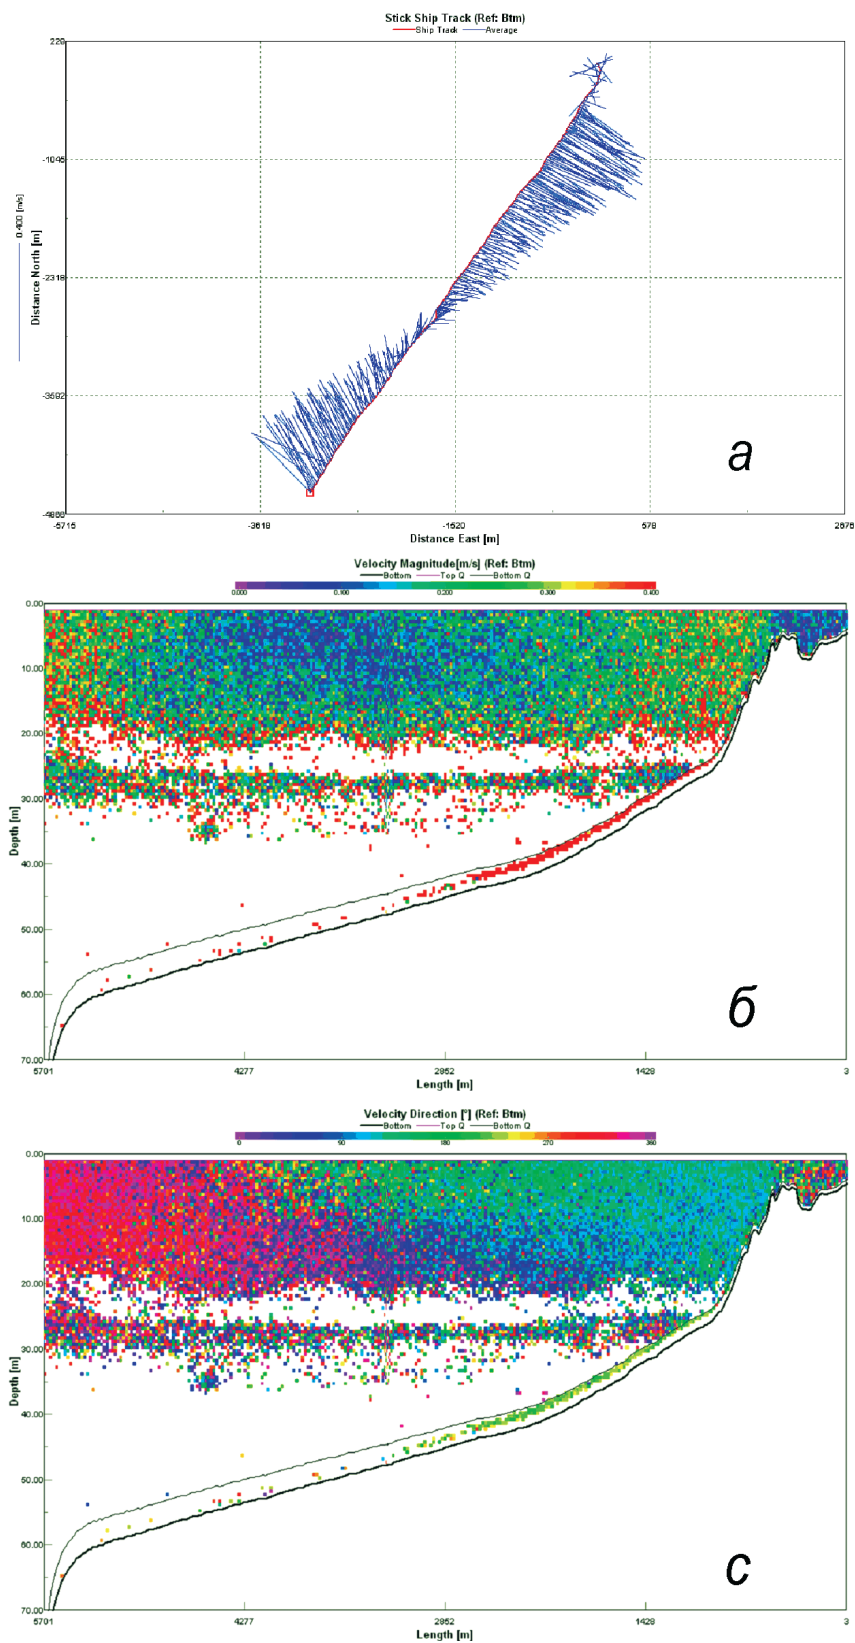 Stick Ship Track (Ref: Btm)
Ship Track Average
220
-1045
-2318
-3592
-5715 -3618 -1520 578 2676
Distance East [m]
Distance North [m]
0.400 [m/s]
а
Velocity Magnitude[m/s] (Ref: Btm)
Bottom Top Q Bottom Q
0.000 0.100 0.200 0.300 0.400
0.00
10.00
20.00
30.00
40.00
50.00
60.00
70.00
Depth [m]
5701 4277 2852 1428 3
Length [m]
б
Velocity Direction [°] (Ref: Btm)
Bottom Top Q Bottom Q
0 90 180 270 360
0.00
10.00
20.00
30.00
40.00
50.00
60.00
70.00
Depth [m]
5701 4277 2852 1428 3
Length [m]
с